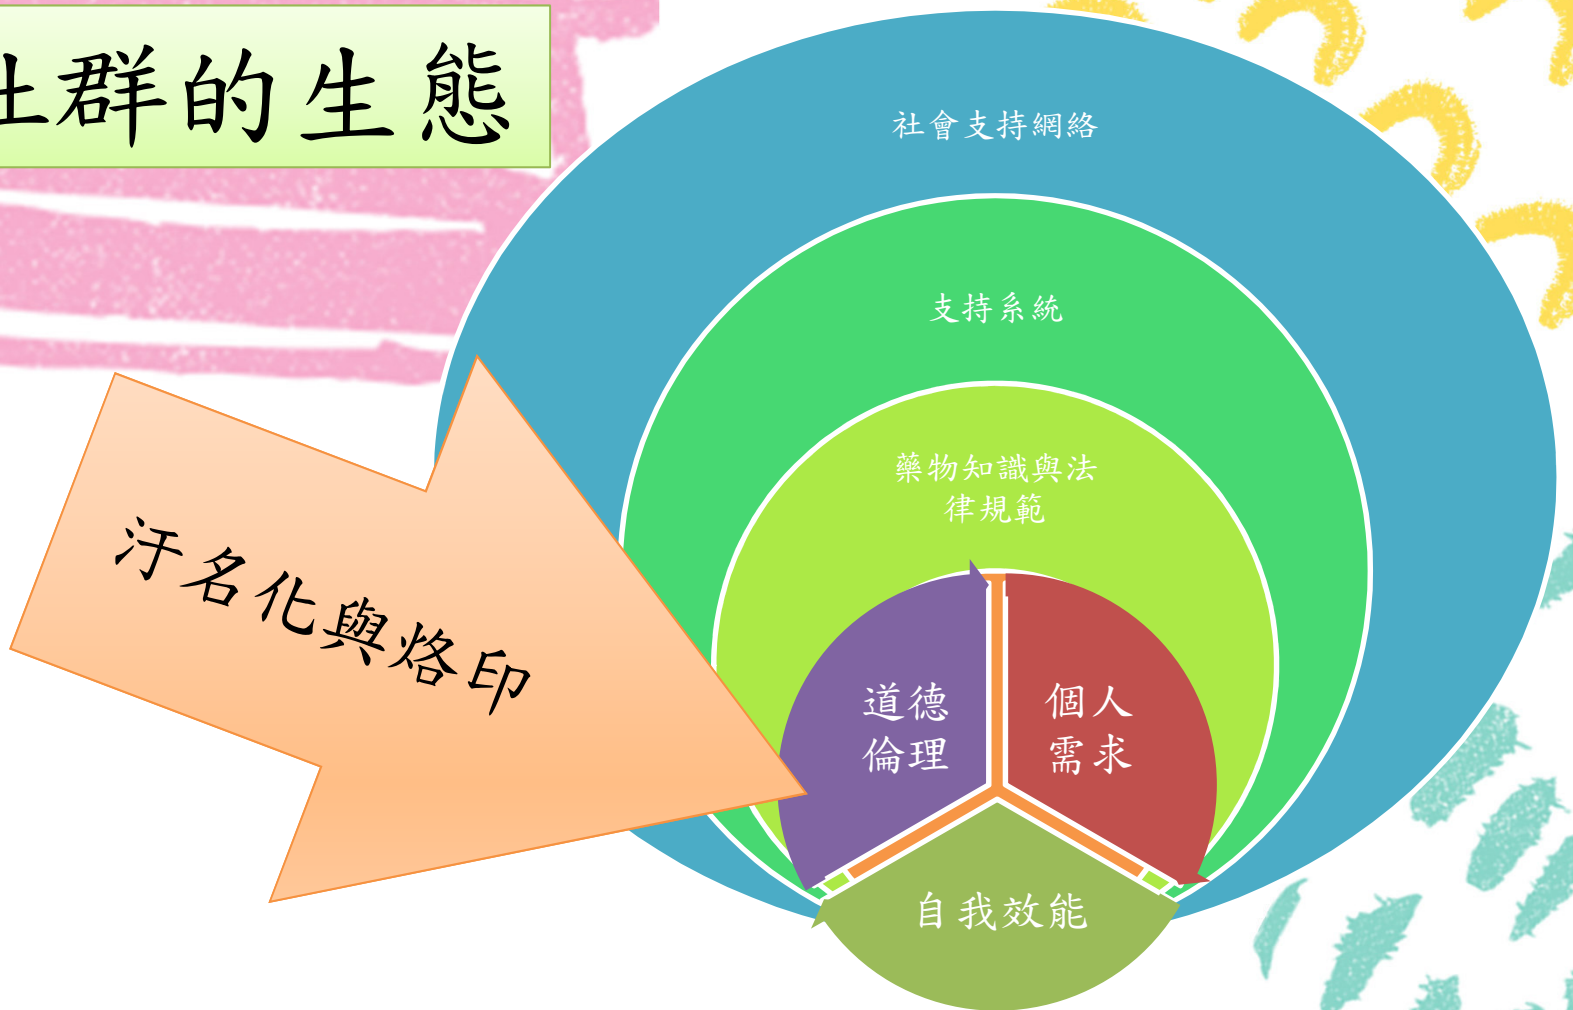 社群的生態
社會支持網絡
支持系統
藥物知識與法
律規範
汙名化與烙印
道德
倫理
個人
需求
自我效能